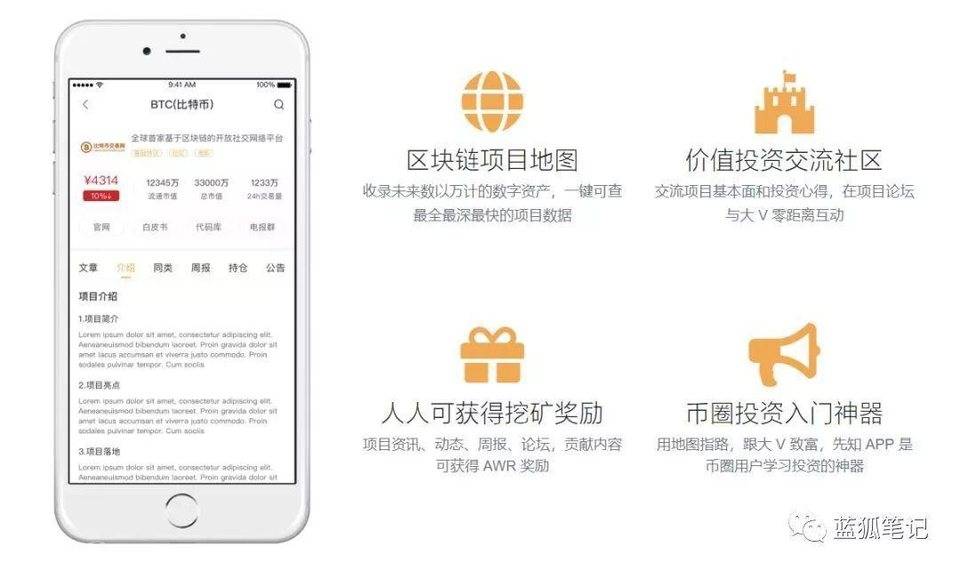 9:41 AM 100%
BTC(比特币)
比特币交易网
全球首家基于区块链的开放社交网络平台
¥4314
10%↓
12345万
流通市值
33000万
总市值
1233万
24h交易量
官网 白皮书 代码库 电报群
文章 介绍 同类 周报 持仓 公告
项目介绍
1.项目简介
Lorem ipsum dolor sit amet, consectetur adipiscing elit.
Aeneaneuismod bibendum laoreet. Proin gravida dolor sit
amet lacus accumsan et viverra justo commodo. Proin
sodales pulvinar tempor. Cum sociis
2.项目亮点
Lorem ipsum dolor sit amet, consectetur adipiscing elit.
Aeneaneuismod bibendum laoreet. Proin gravida dolor sit
amet lacus accumsan et viverra justo commodo. Proin
sodales pulvinar tempor. Cum sociis
3.项目落地
Lorem ipsum dolor sit amet, consectetur adipiscing elit.
Aeneaneuismod bibendum laoreet. Proin gravida dolor sit
区块链项目地图
收录未来数以万计的数字资产，一键可查
最全最深最快的项目数据
价值投资交流社区
交流项目基本面和投资心得，在项目论坛
与大 V 零距离互动
人人可获得挖矿奖励
项目资讯、动态、周报、论坛，贡献内容
可获得 AWR 奖励
币圈投资入门神器
用地图指路，跟大 V 致富，先知 APP 是
币圈用户学习投资的神器
蓝狐笔记